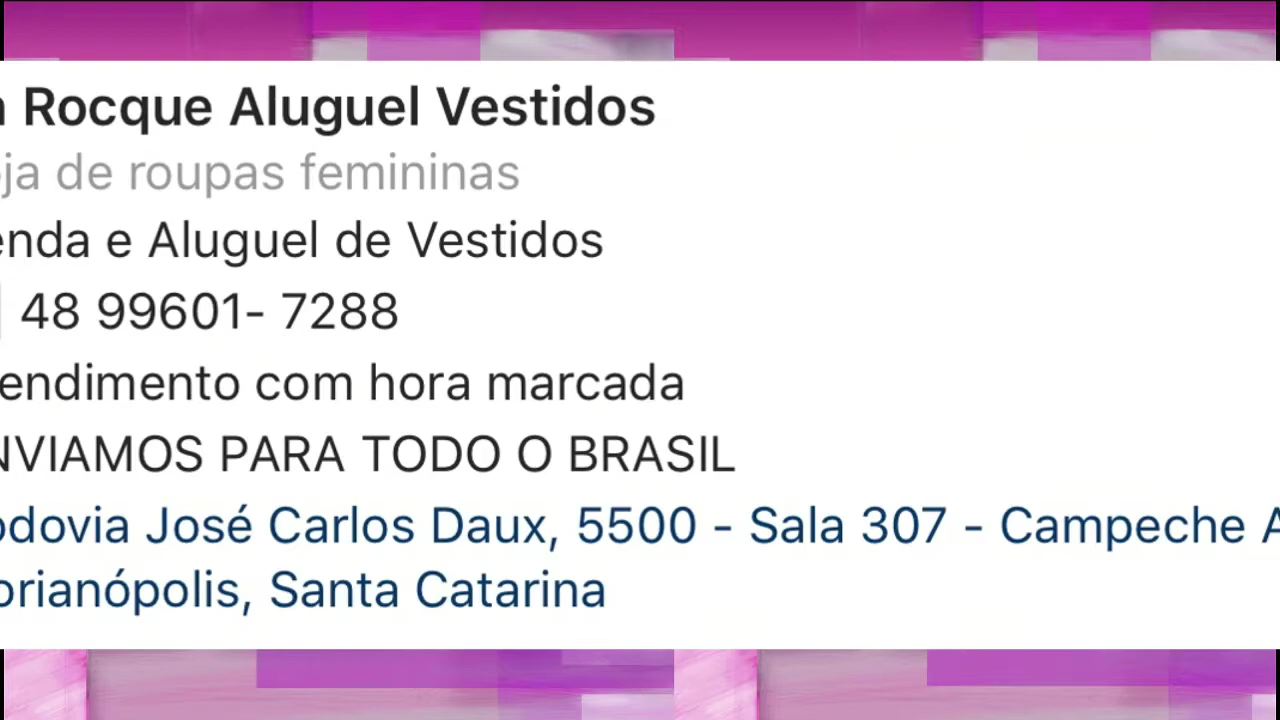 Rocque Aluguel Vestidos
ja de roupas femininas
enda e Aluguel de Vestidos
48 99601- 7288
endimento com hora marcada
NVIAMOS PARA TODO O BRASIL
odovia José Carlos Daux, 5500 - Sala 307 - Campeche A
orianópolis, Santa Catarina